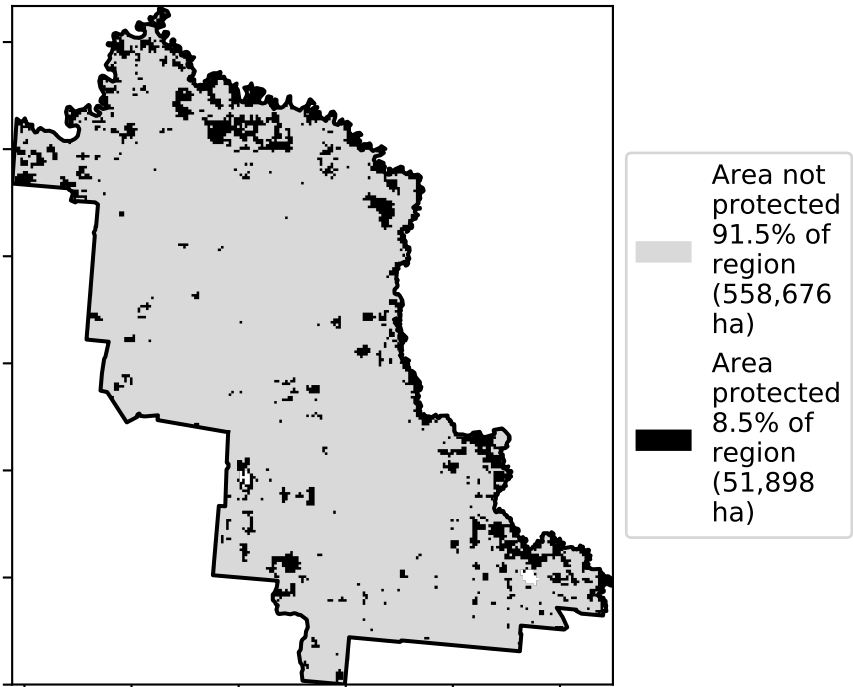 Area not
protected
91.5% of
region
(558,676
ha)
Area
protected
8.5% of
region
(51,898
ha)